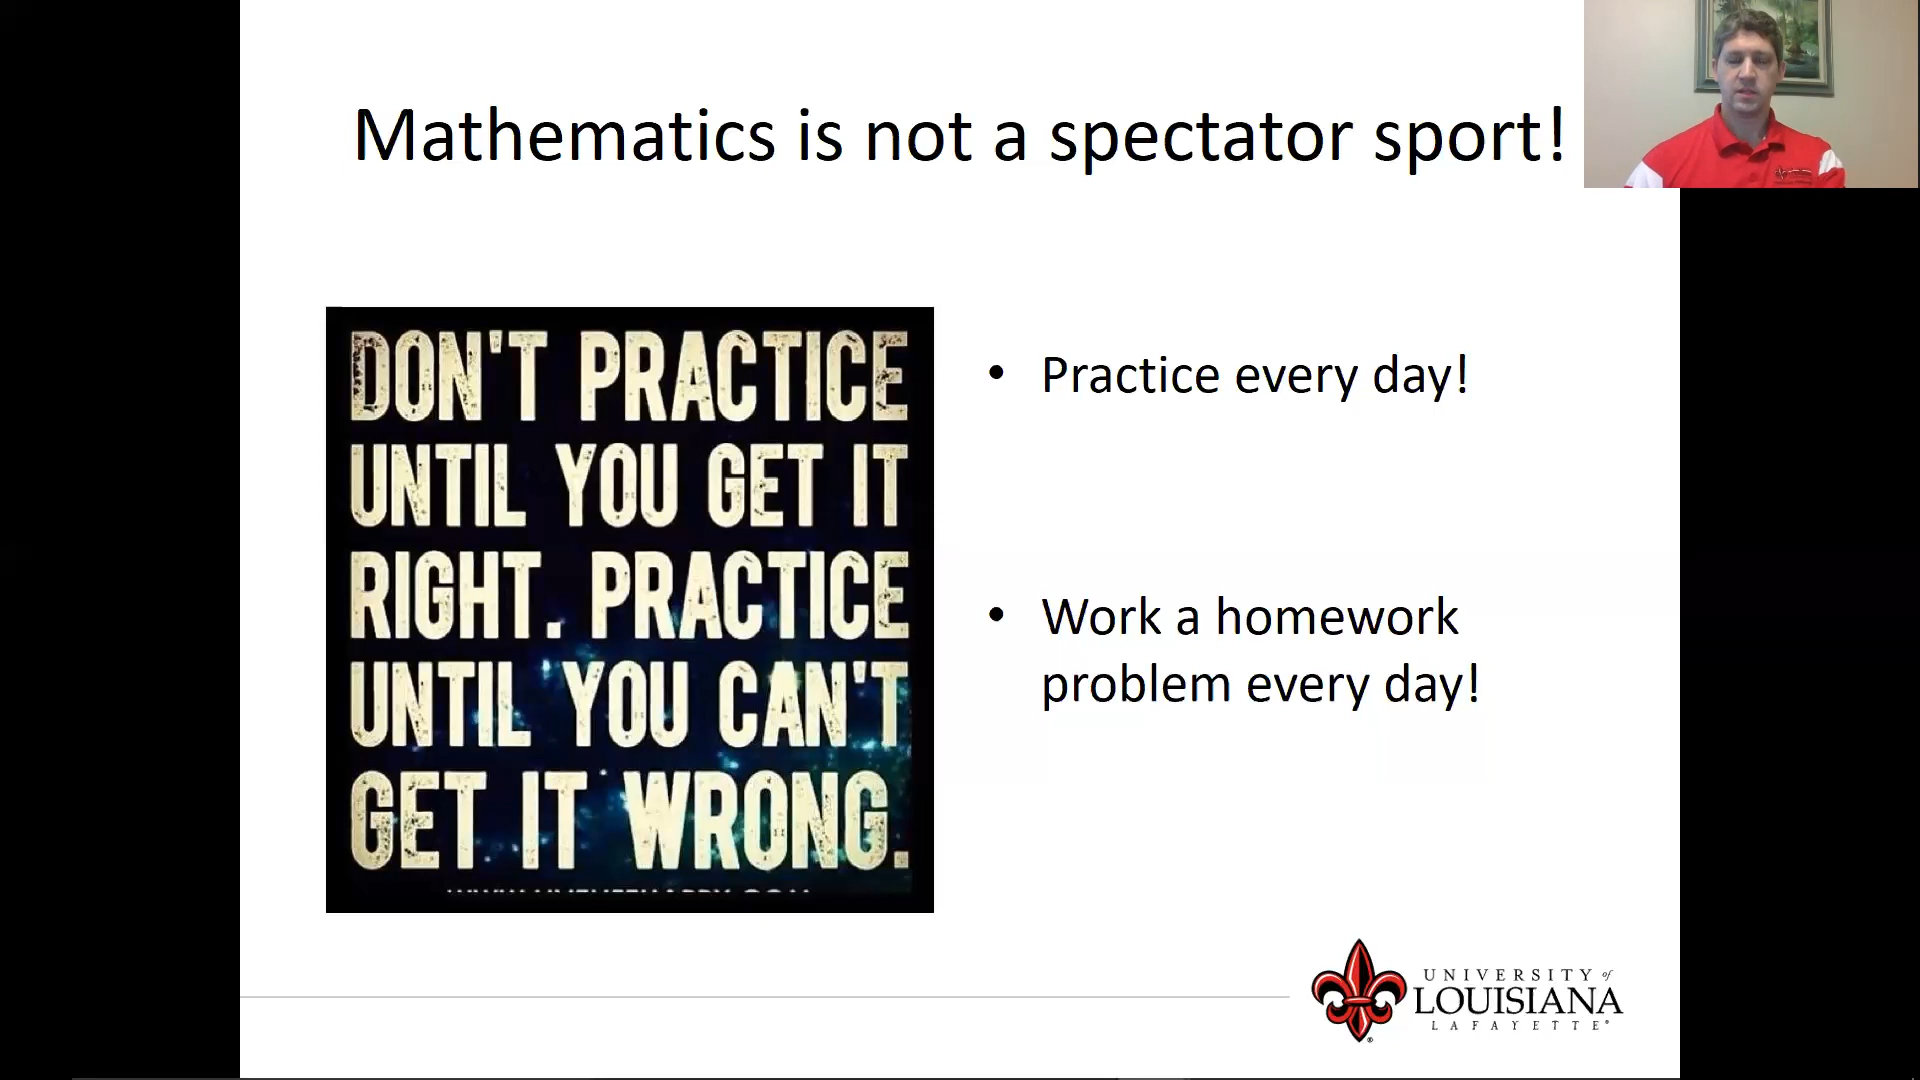 Mathematics is not a spectator sport!
DON'T PRACTICE
UNTIL YOU GET IT
RIGHT. PRACTICE
UNTIL YOU CAN'T
GET IT WRONG.
• Practice every day!
• Work a homework
problem every day!
UNIVERSITY of
LOUISIANA
LAFAYETTE®